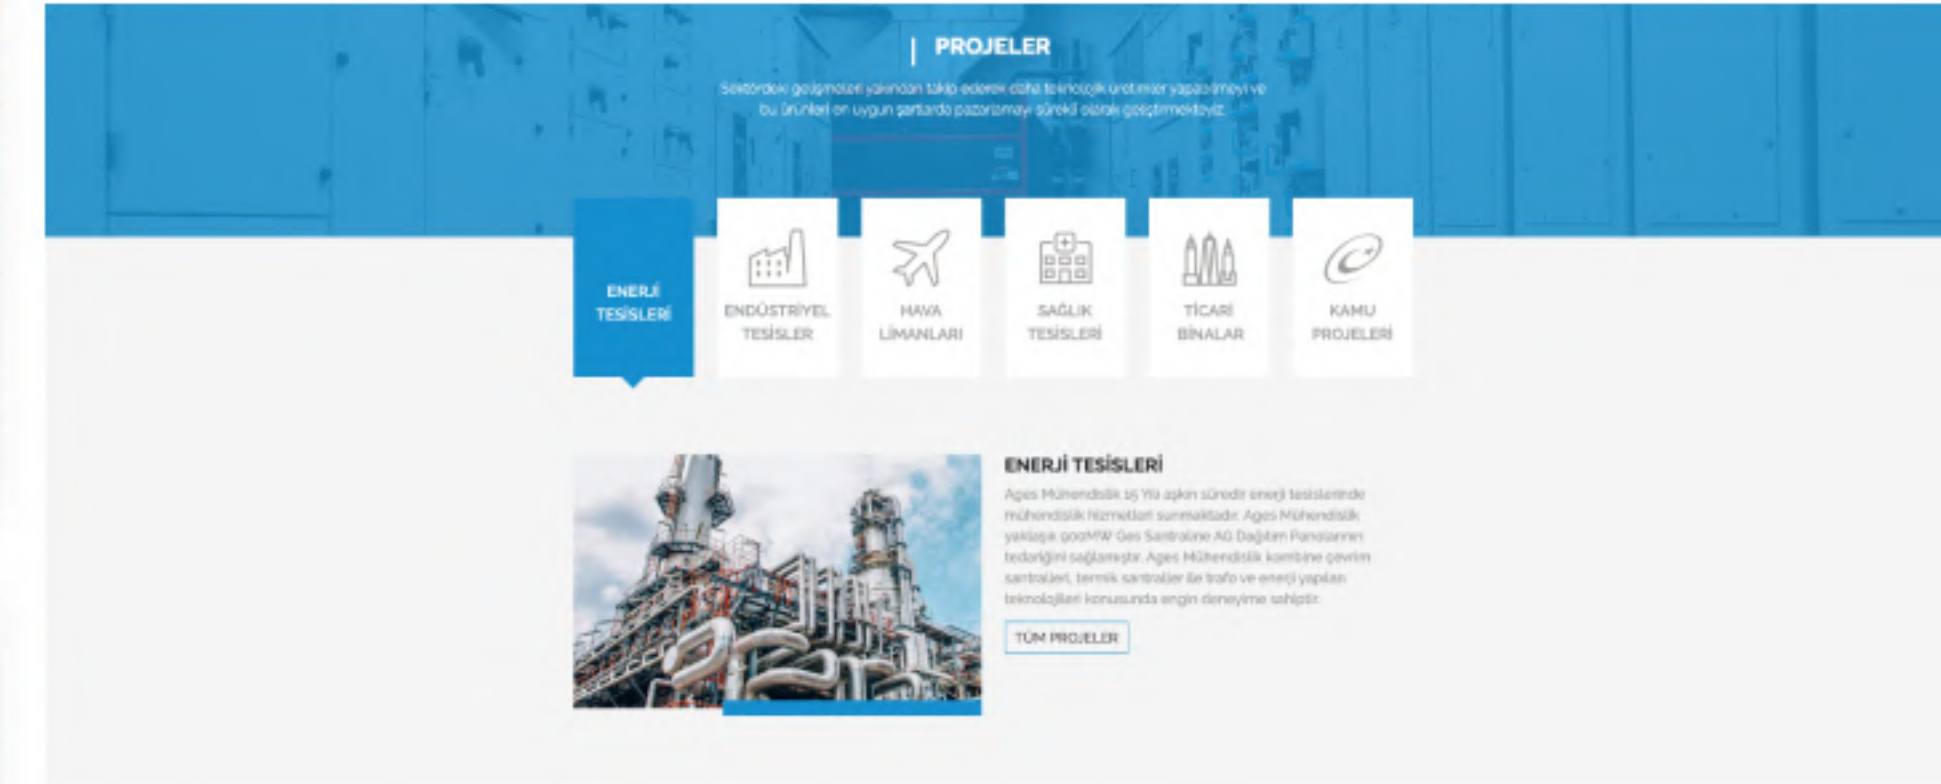 PROJELER
Sektördeki gelişmeleri yakından takip ederek daha teknolojik üretimler yapabilmeyi ve
bu ürünleri en uygun şartlarda pazarlamayı sürekli olarak geliştirmekteyiz.
ENERJİ
TESİSLERİ
ENDÜSTRİYEL
TESİSLER
HAVA
LİMANLARI
SAĞLIK
TESİSLERİ
TİCARİ
BİNALAR
KAMU
PROJELERİ
ENERJİ TESİSLERİ
Ages Mühendislik 15 Yılı aşkın süredir enerji tesislerinde
mühendislik hizmetleri sunmaktadır. Ages Mühendislik
yaklaşık 900MW Ges Santraline AG Dağıtım Panolarının
tedariğini sağlamıştır. Ages Mühendislik kombine çevrim
santralleri, termik santraller ile trafo ve enerji yapıları
teknolojileri konusunda engin deneyime sahiptir.
TÜM PROJELER